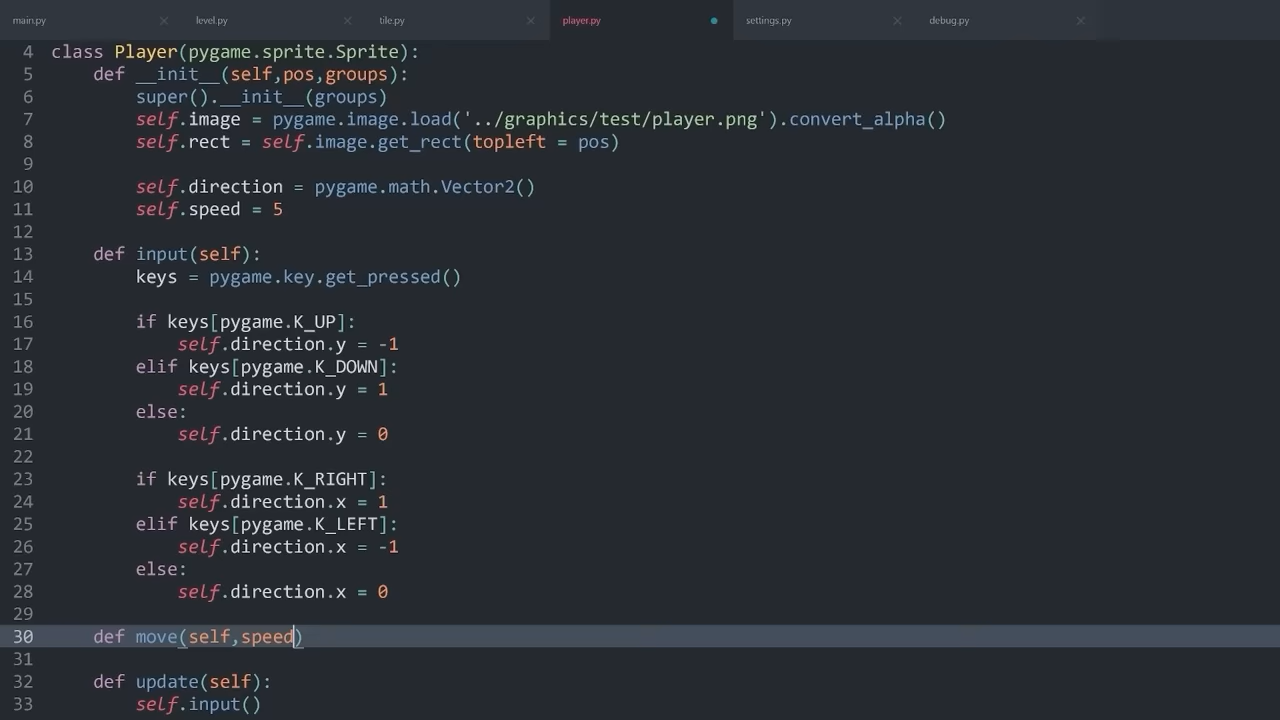 main.py × level.py × tile.py × player.py settings.py × debug.py ×
4 class Player(pygame.sprite.Sprite):
5     def __init__(self,pos,groups):
6         super().__init__(groups)
7         self.image = pygame.image.load('../graphics/test/player.png').convert_alpha()
8         self.rect = self.image.get_rect(topleft = pos)
9
10         self.direction = pygame.math.Vector2()
11         self.speed = 5
12
13     def input(self):
14         keys = pygame.key.get_pressed()
15
16         if keys[pygame.K_UP]:
17             self.direction.y = -1
18         elif keys[pygame.K_DOWN]:
19             self.direction.y = 1
20         else:
21             self.direction.y = 0
22
23         if keys[pygame.K_RIGHT]:
24             self.direction.x = 1
25         elif keys[pygame.K_LEFT]:
26             self.direction.x = -1
27         else:
28             self.direction.x = 0
29
30     def move(self,speed)
31
32     def update(self):
33         self.input()